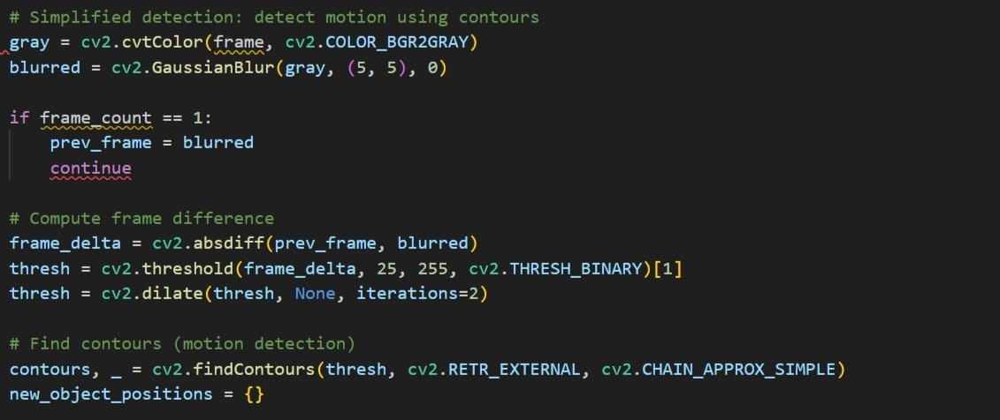 # Simplified detection: detect motion using contours
gray = cv2.cvtColor(frame, cv2.COLOR_BGR2GRAY)
blurred = cv2.GaussianBlur(gray, (5, 5), 0)

if frame_count == 1:
    prev_frame = blurred
    continue

# Compute frame difference
frame_delta = cv2.absdiff(prev_frame, blurred)
thresh = cv2.threshold(frame_delta, 25, 255, cv2.THRESH_BINARY)[1]
thresh = cv2.dilate(thresh, None, iterations=2)

# Find contours (motion detection)
contours, _ = cv2.findContours(thresh, cv2.RETR_EXTERNAL, cv2.CHAIN_APPROX_SIMPLE)
new_object_positions = {}